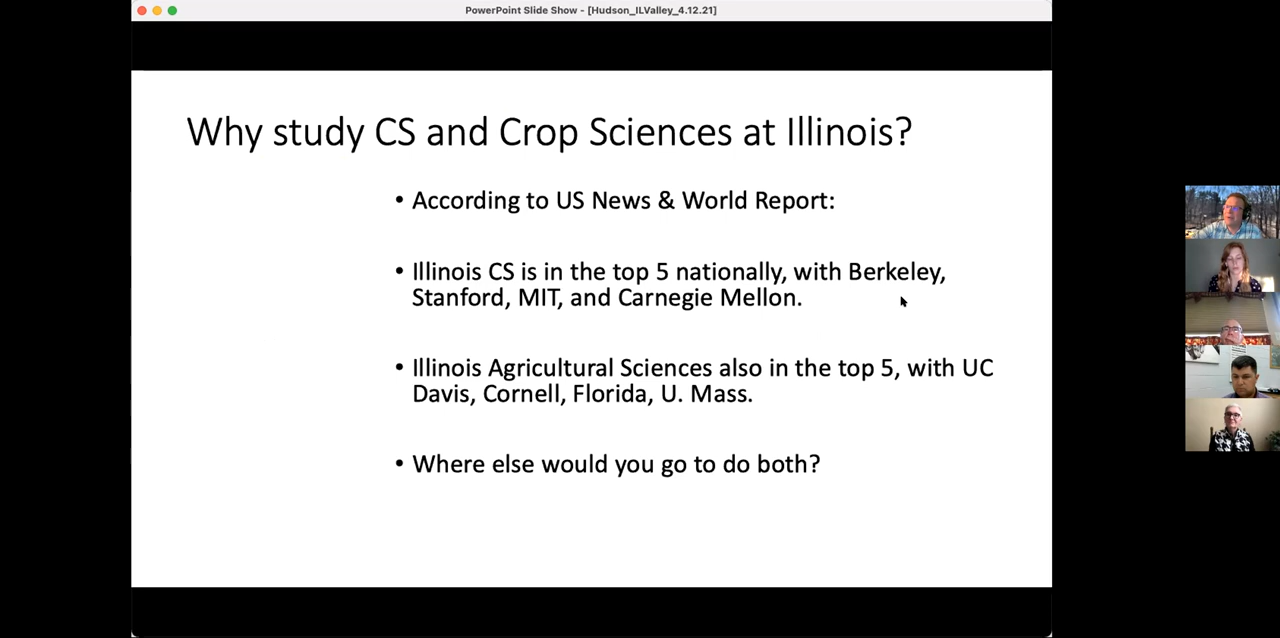 PowerPoint Slide Show - [Hudson_ILValley_4.12.21]
Why study CS and Crop Sciences at Illinois?
• According to US News & World Report:
• Illinois CS is in the top 5 nationally, with Berkeley,
Stanford, MIT, and Carnegie Mellon.
• Illinois Agricultural Sciences also in the top 5, with UC
Davis, Cornell, Florida, U. Mass.
• Where else would you go to do both?